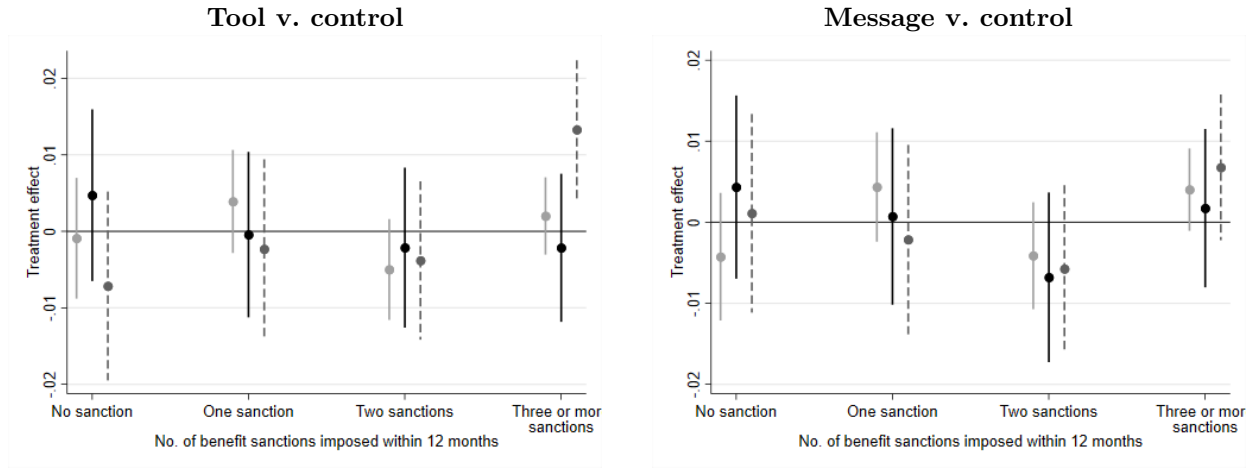 Tool v. control
Message v. control
Treatment effect
.02
.01
0
-.01
-.02
No sanction
One sanction
Two sanctions
Three or mor
sanctions
No. of benefit sanctions imposed within 12 months
Treatment effect
.02
.01
0
-.01
-.02
No sanction
One sanction
Two sanctions
Three or mor
sanctions
No. of benefit sanctions imposed within 12 months